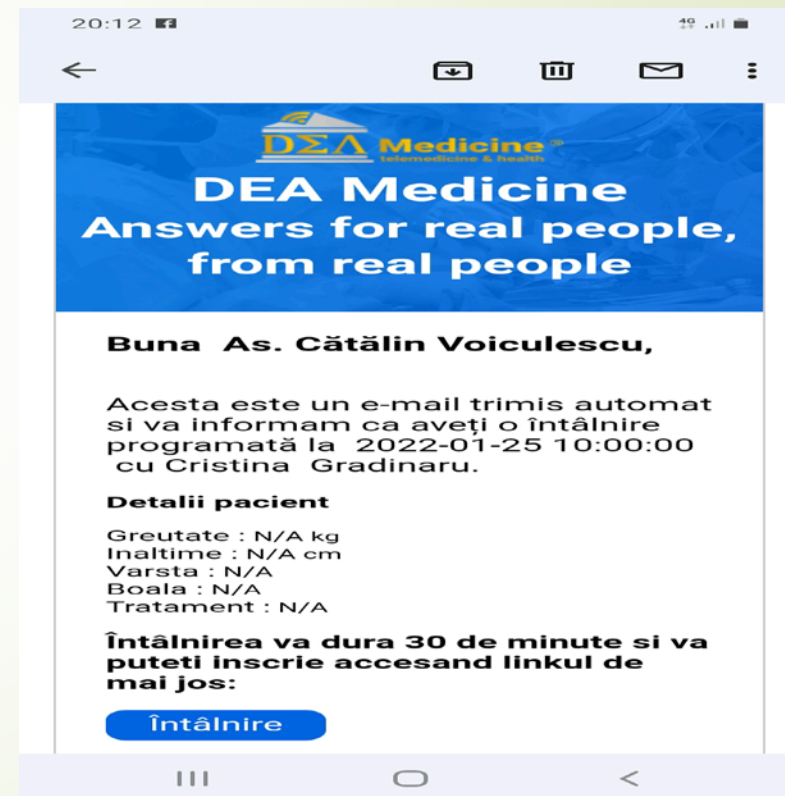 20:12
4G
DΣΛ Medicine®
telemedicine & health
DEA Medicine
Answers for real people,
from real people
Buna As. Cătălin Voiculescu,
Acesta este un e-mail trimis automat
si va informam ca aveți o întâlnire
programată la 2022-01-25 10:00:00
cu Cristina Gradinaru.
Detalii pacient
Greutate : N/A kg
Inaltime : N/A cm
Varsta : N/A
Boala : N/A
Tratament : N/A
Întâlnirea va dura 30 de minute si va
puteti inscrie accesand linkul de
mai jos:
Întâlnire